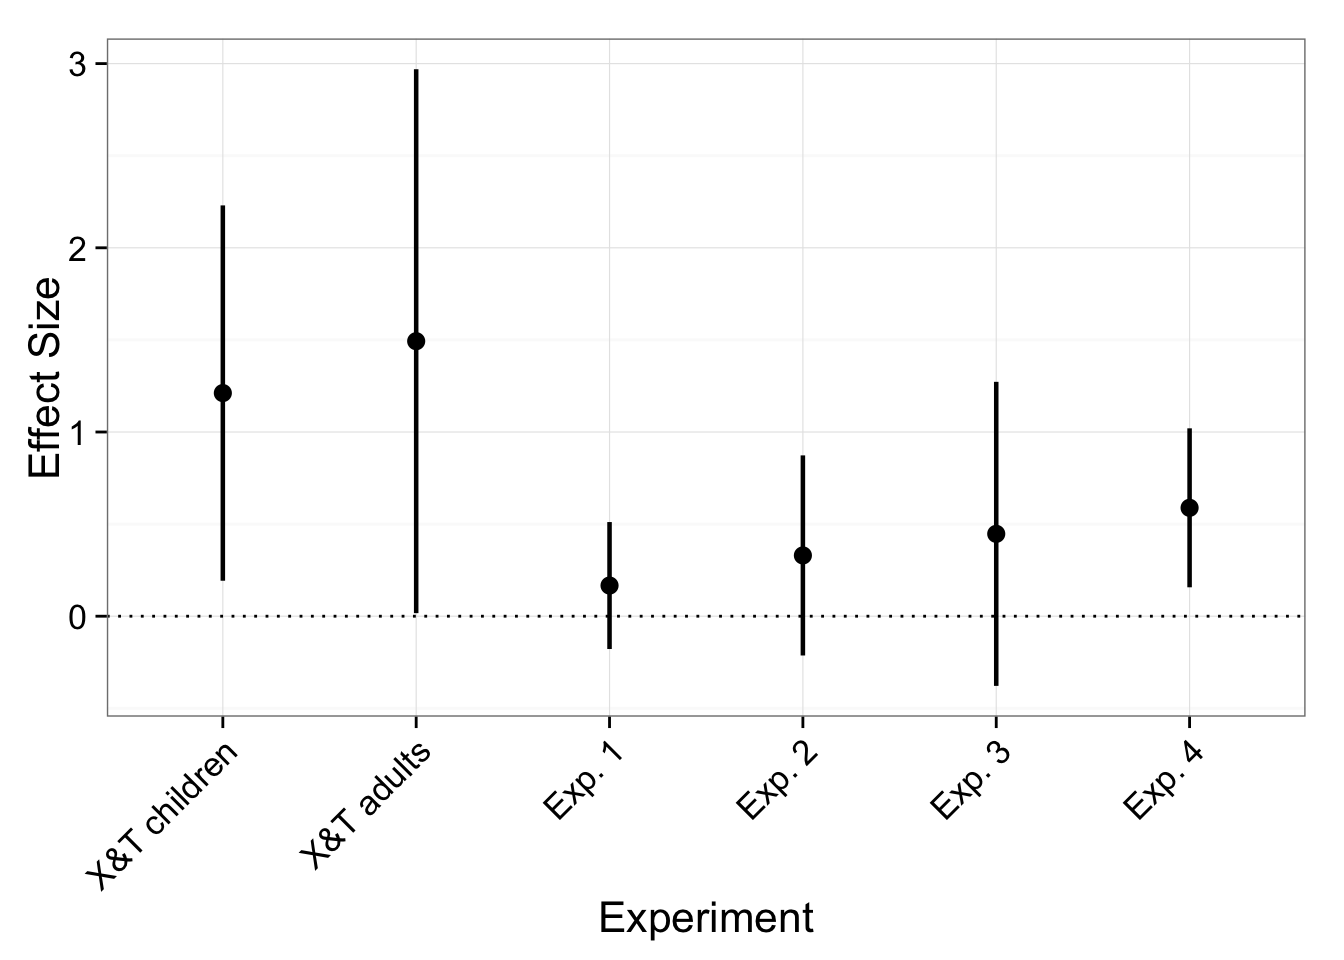 Effect Size
3
2
1
0
X&T children
X&T adults
Exp. 1
Exp. 2
Exp. 3
Exp. 4
Experiment